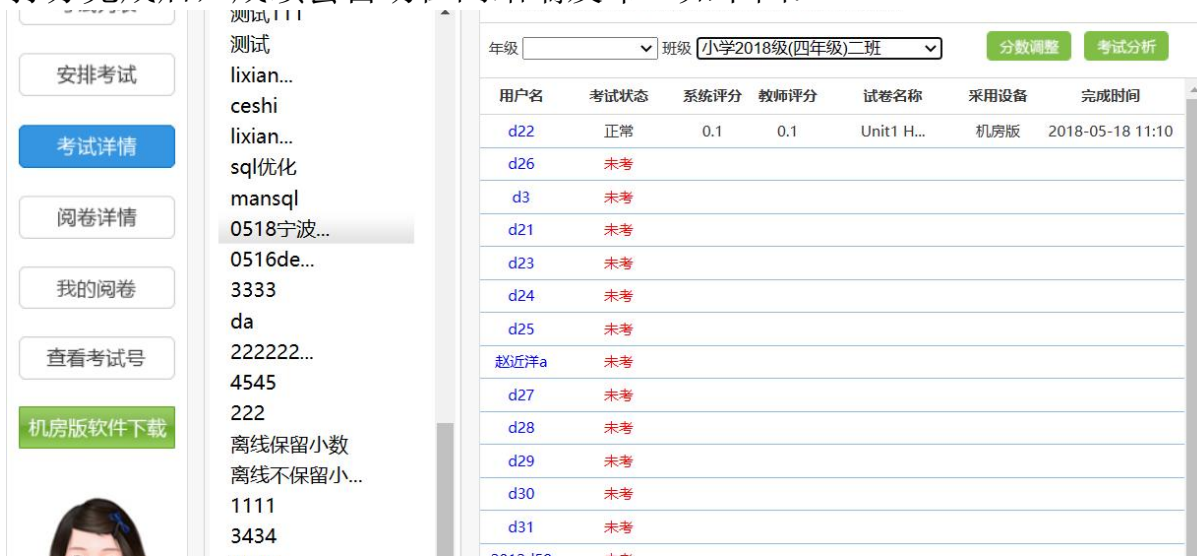 测试111
安排考试
考试详情
阅卷详情
我的阅卷
查看考试号
机房版软件下载
测试
lixian...
ceshi
lixian...
sql优化
mansql
0518宁波...
0516de...
3333
da
222222...
4545
222
离线保留小数
离线不保留小...
1111
3434
年级 班级 小学2018级(四年级)二班 分数调整 考试分析
用户名 考试状态 系统评分 教师评分 试卷名称 采用设备 完成时间
d22 正常 0.1 0.1 Unit1 H... 机房版 2018-05-18 11:10
d26 未考
d3 未考
d21 未考
d23 未考
d24 未考
d25 未考
赵近洋a 未考
d27 未考
d28 未考
d29 未考
d30 未考
d31 未考